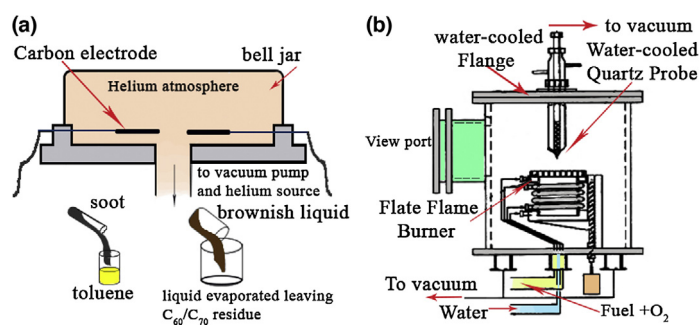 (a)
Carbon electrode
bell jar
Helium atmosphere
to vacuum pump
and helium source
soot
brownish liquid
toluene
liquid evaporated leaving
C60/C70 residue
(b)
to vacuum
water-cooled
Flange
Water-cooled
Quartz Probe
View port
Flate Flame
Burner
To vacuum
Water
Fuel +O2